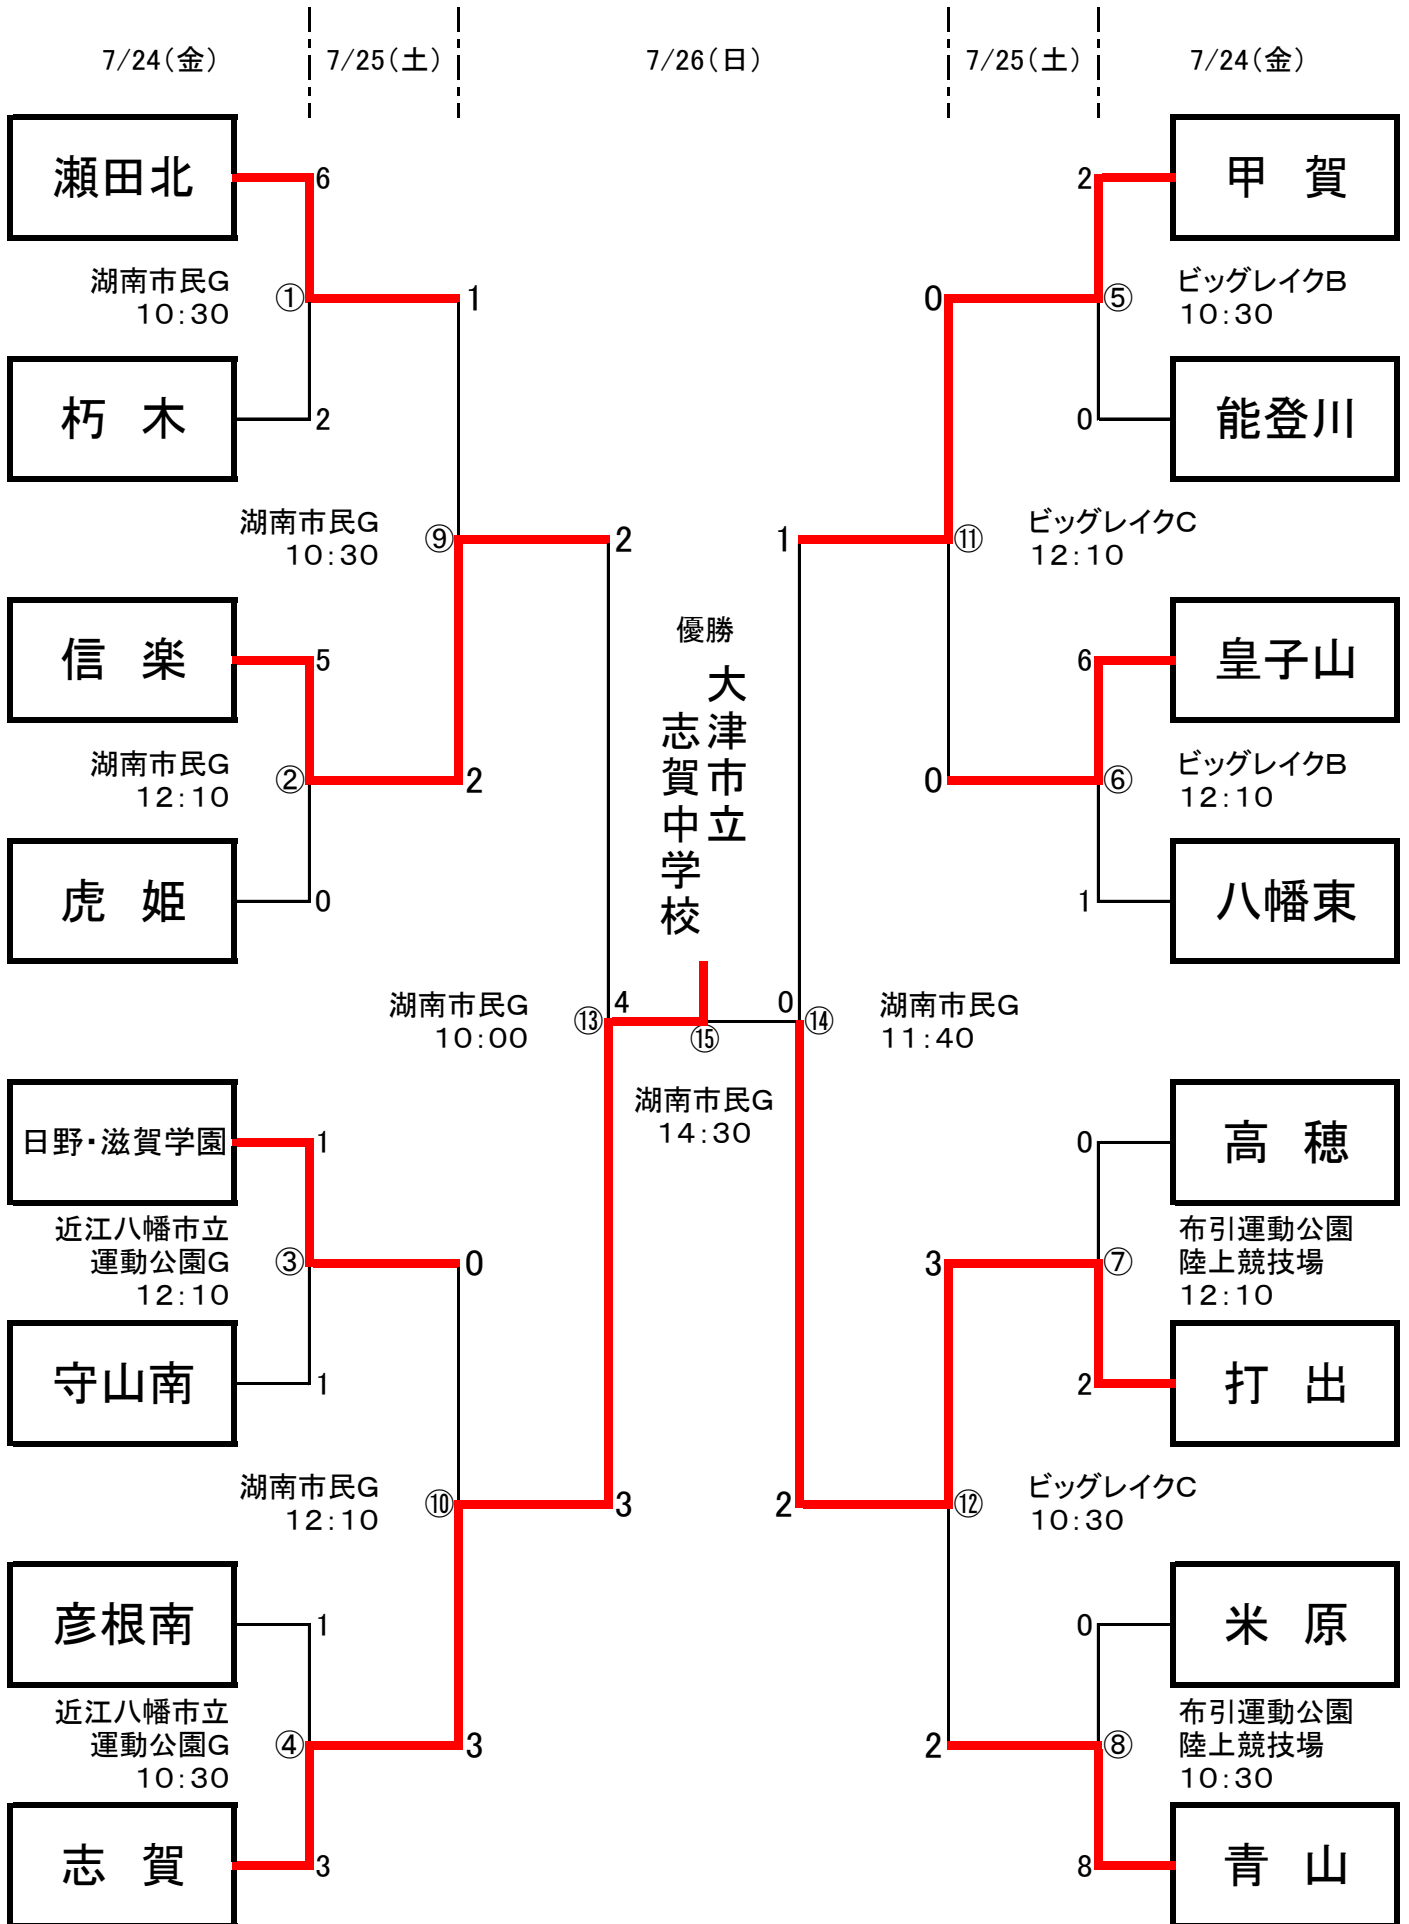 7/24(金)
7/25(土)
7/26(日)
7/25(土)
7/24(金)
瀬田北
6
湖南市民G
10:30
①
1
朽 木
2
湖南市民G
10:30
⑨
2
信 楽
5
湖南市民G
12:10
②
2
虎 姫
0
湖南市民G
10:00
⑬
4
日野・滋賀学園
1
近江八幡市立
運動公園G
12:10
③
0
守山南
1
湖南市民G
12:10
⑩
3
彦根南
1
近江八幡市立
運動公園G
10:30
④
3
志 賀
3
優勝
大津市立
志賀中学校
⑮
湖南市民G
14:30
甲 賀
2
ビッグレイクB
10:30
⑤
0
能登川
0
ビッグレイクC
12:10
⑪
1
皇子山
6
ビッグレイクB
12:10
⑥
0
八幡東
1
湖南市民G
11:40
⑭
0
高 穂
0
布引運動公園
陸上競技場
12:10
⑦
3
打 出
2
ビッグレイクC
10:30
⑫
2
米 原
0
布引運動公園
陸上競技場
10:30
⑧
2
青 山
8